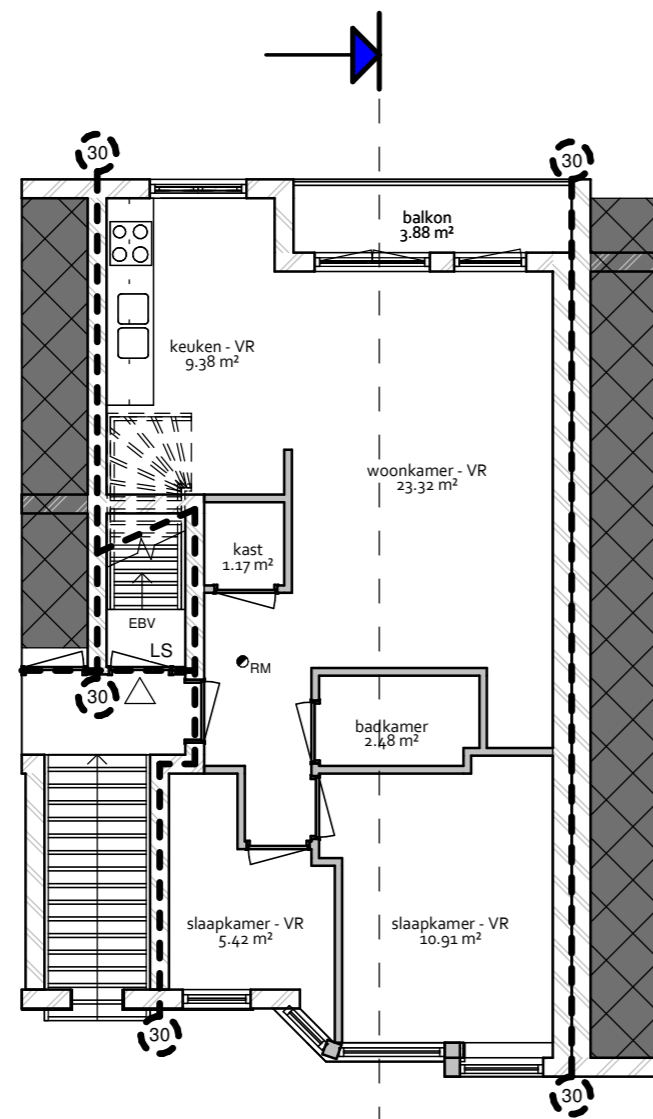 30
30
balkon
3.88 m²
keuken - VR
9.38 m²
woonkamer - VR
23.32 m²
kast
1.17 m²
EBV
LS
RM
30
badkamer
2.48 m²
slaapkamer - VR
5.42 m²
slaapkamer - VR
10.91 m²
30
30